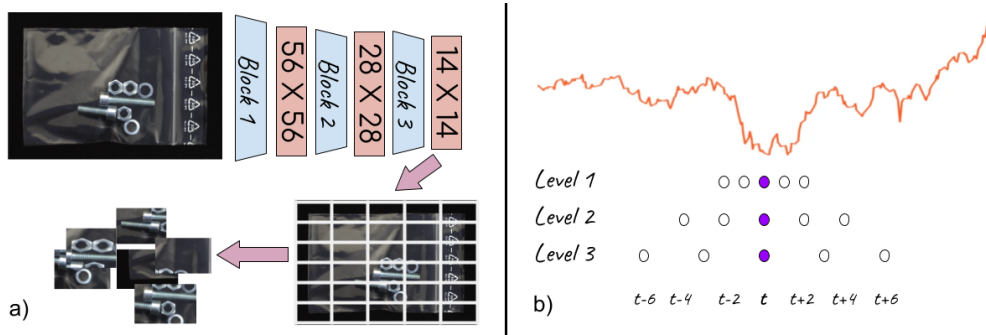 Block 1
56 X 56
Block 2
28 X 28
Block 3
14 X 14
a)
Level 1
Level 2
Level 3
t-6 t-4 t-2 t t+2 t+4 t+6
b)